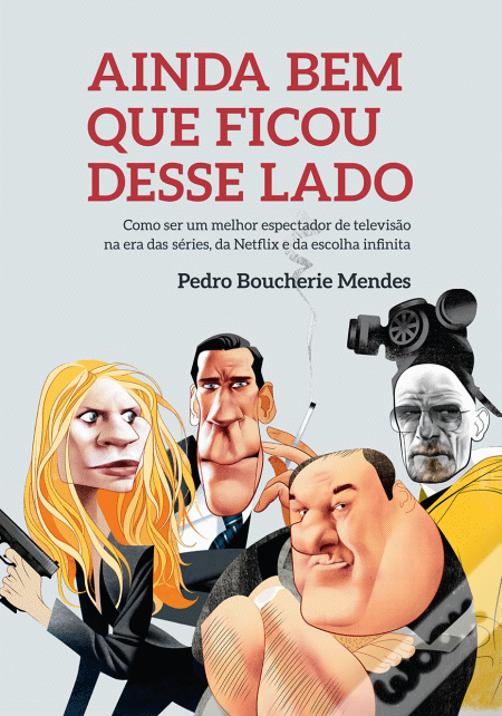 AINDA BEM
QUE FICOU
DESSE LADO
Como ser um melhor espectador de televisão
na era das séries, da Netflix e da escolha infinita
Pedro Boucherie Mendes
WOOK